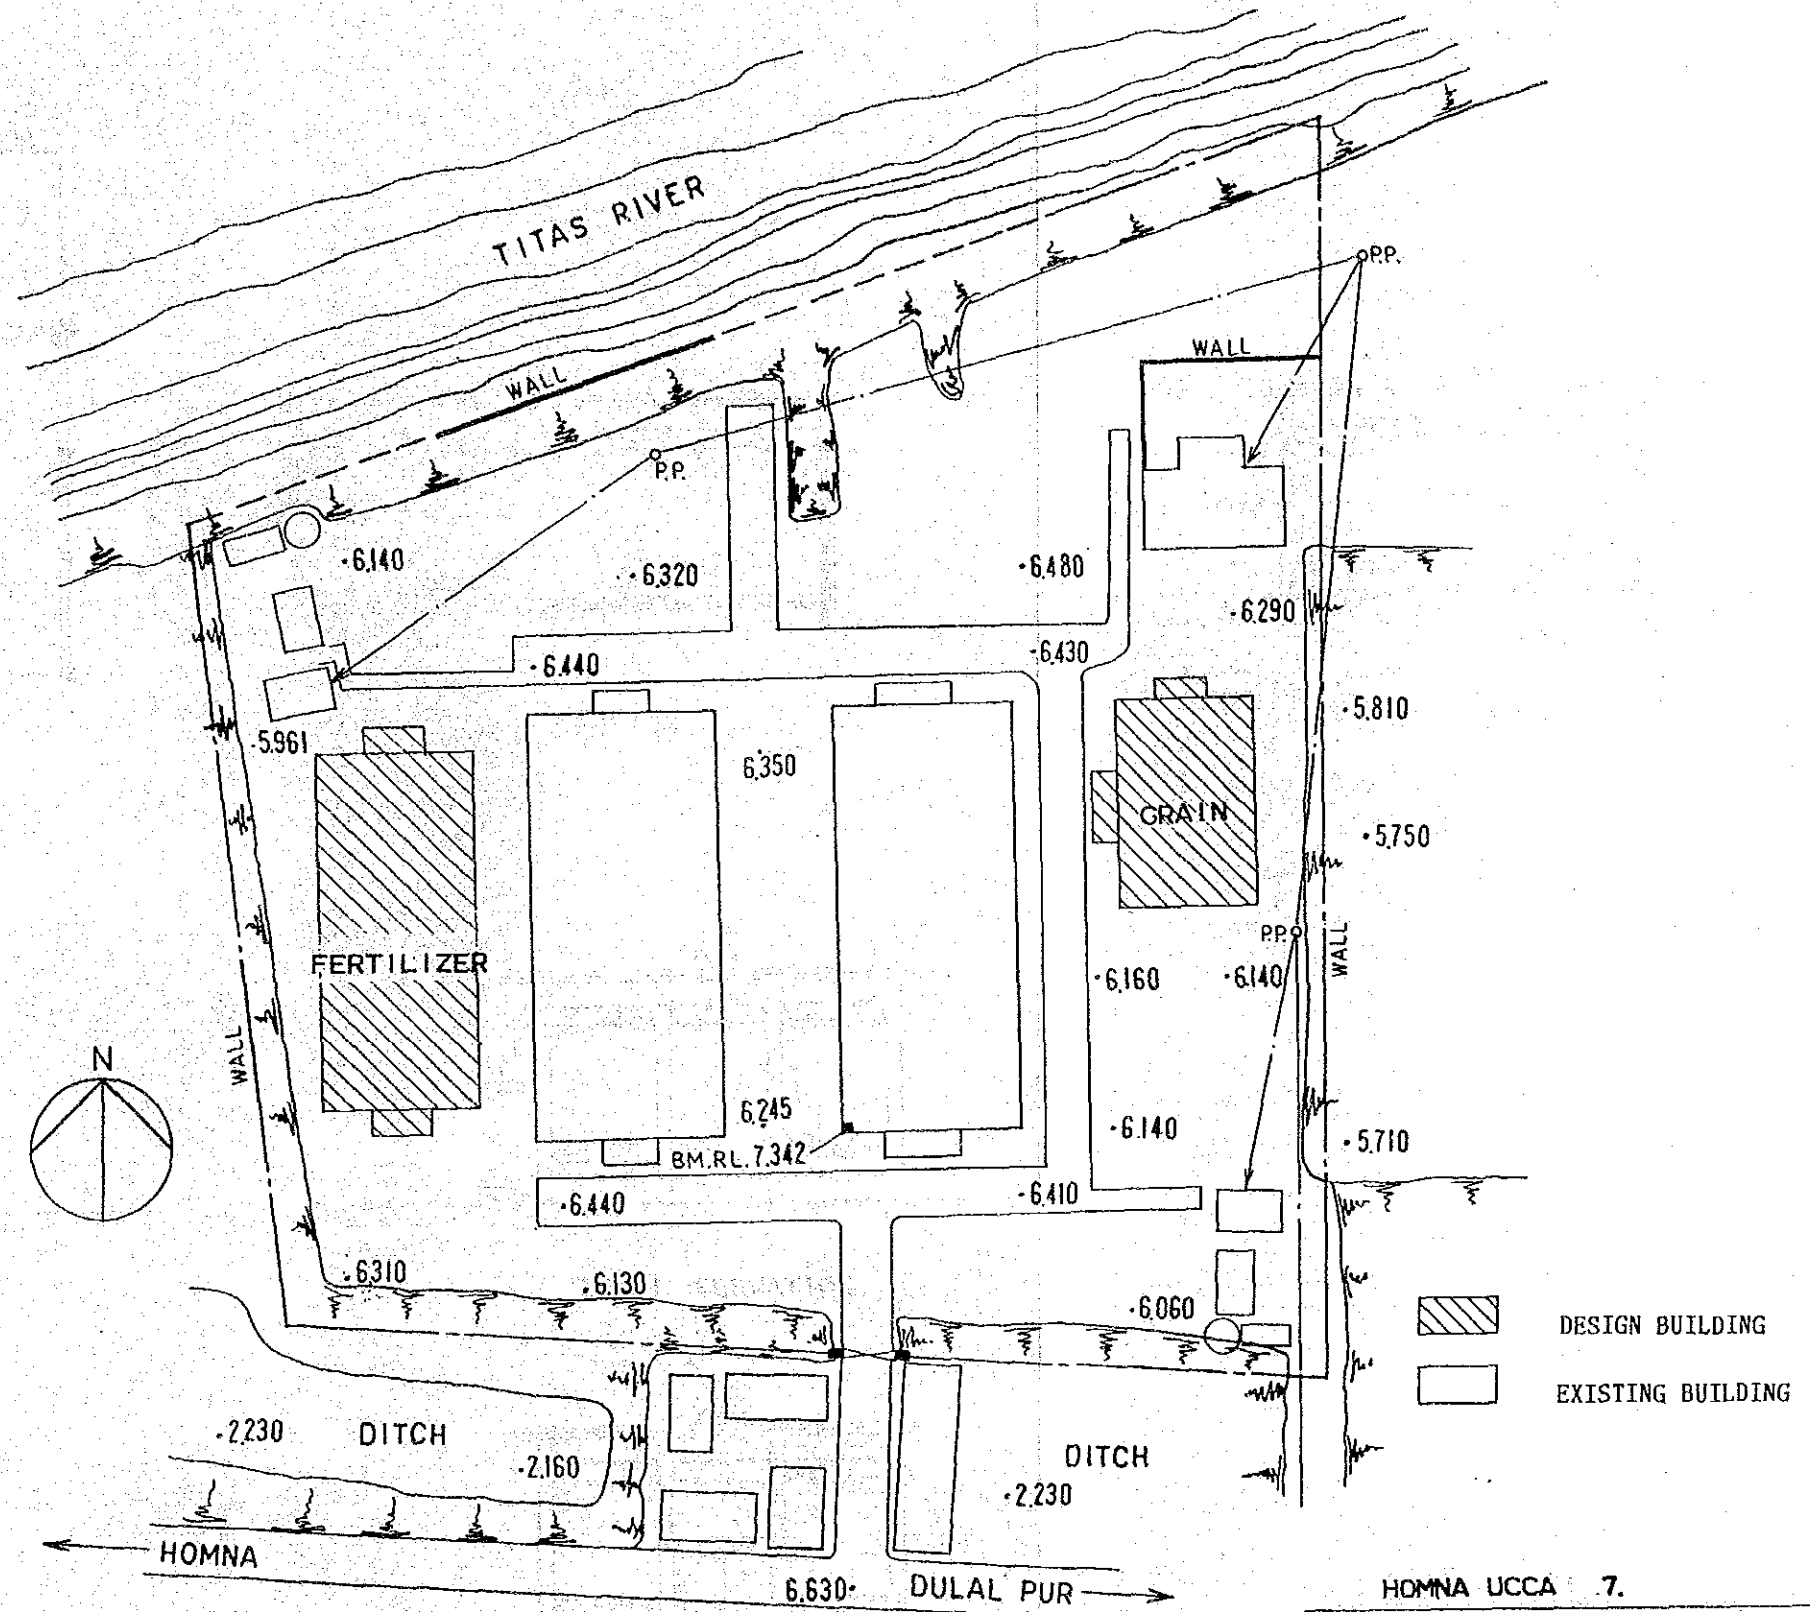 TITAS RIVER
P.P.
WALL
WALL
P.P.
.6.140
.6.320
.6.480
.6.290
.6.440
.6.430
.5.961
.5.810
6.350
.5.750
GRAIN
P.P.
WALL
FERTILIZER
.6.160
.6.140
WALL
N
6.245
.6.140
.5.710
BM.RL.7.342
.6.440
.6.410
.6.310
.6.130
.6.060
DESIGN BUILDING
EXISTING BUILDING
.2.230
DITCH
.2.160
DITCH
.2.230
HOMNA
6.630.
DULAL PUR
HOMNA UCCA 7.